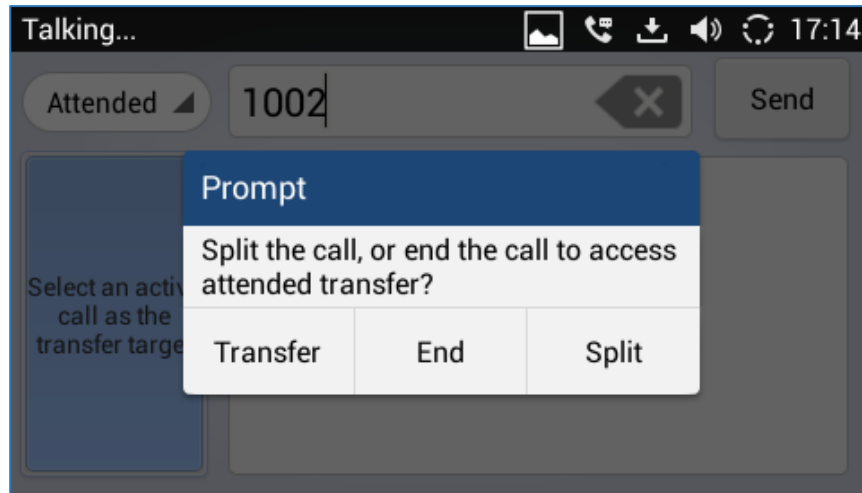 Talking...
17:14
Attended
1002
Send
Prompt
Split the call, or end the call to access
attended transfer?
Select an activ
call as the
transfer targe
Transfer
End
Split